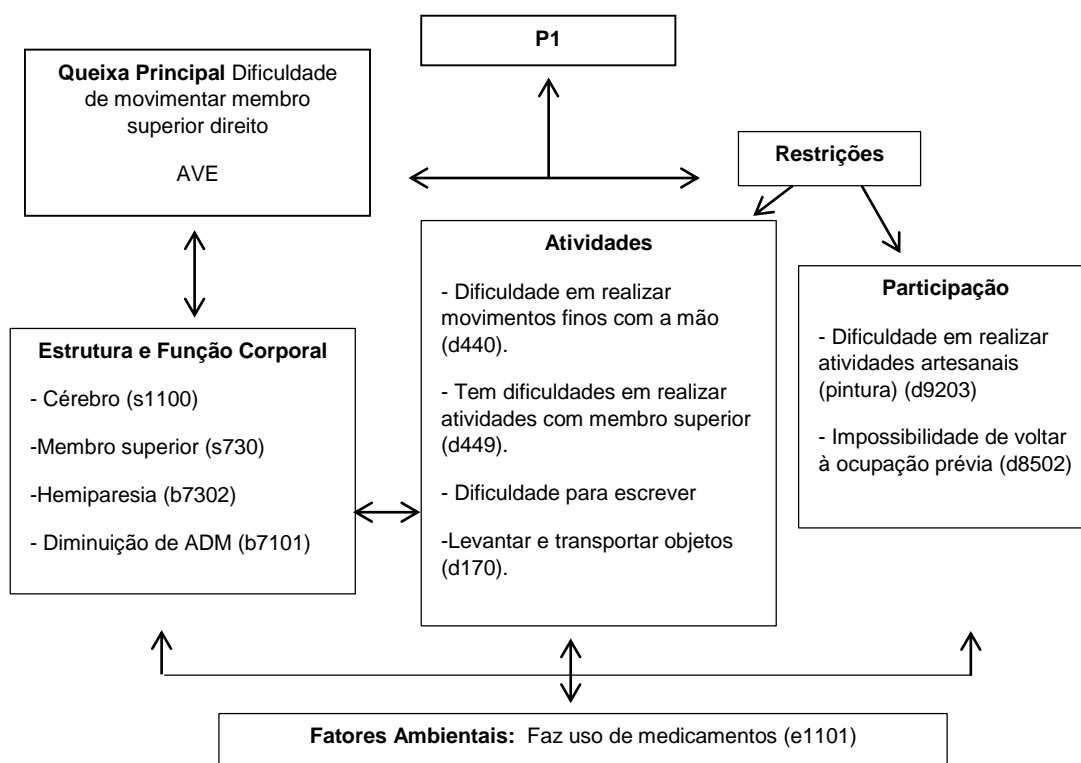 P1
Queixa Principal Dificuldade
de movimentar membro
superior direito
AVE
Restrições
Estrutura e Função Corporal
- Cérebro (s1100)
-Membro superior (s730)
-Hemiparesia (b7302)
- Diminuição de ADM (b7101)
Atividades
- Dificuldade em realizar
movimentos finos com a mão
(d440).
- Tem dificuldades em realizar
atividades com membro superior
(d449).
- Dificuldade para escrever
-Levantar e transportar objetos
(d170).
Participação
- Dificuldade em realizar
atividades artesanais
(pintura) (d9203)
- Impossibilidade de voltar
à ocupação prévia (d8502)
Fatores Ambientais: Faz uso de medicamentos (e1101)